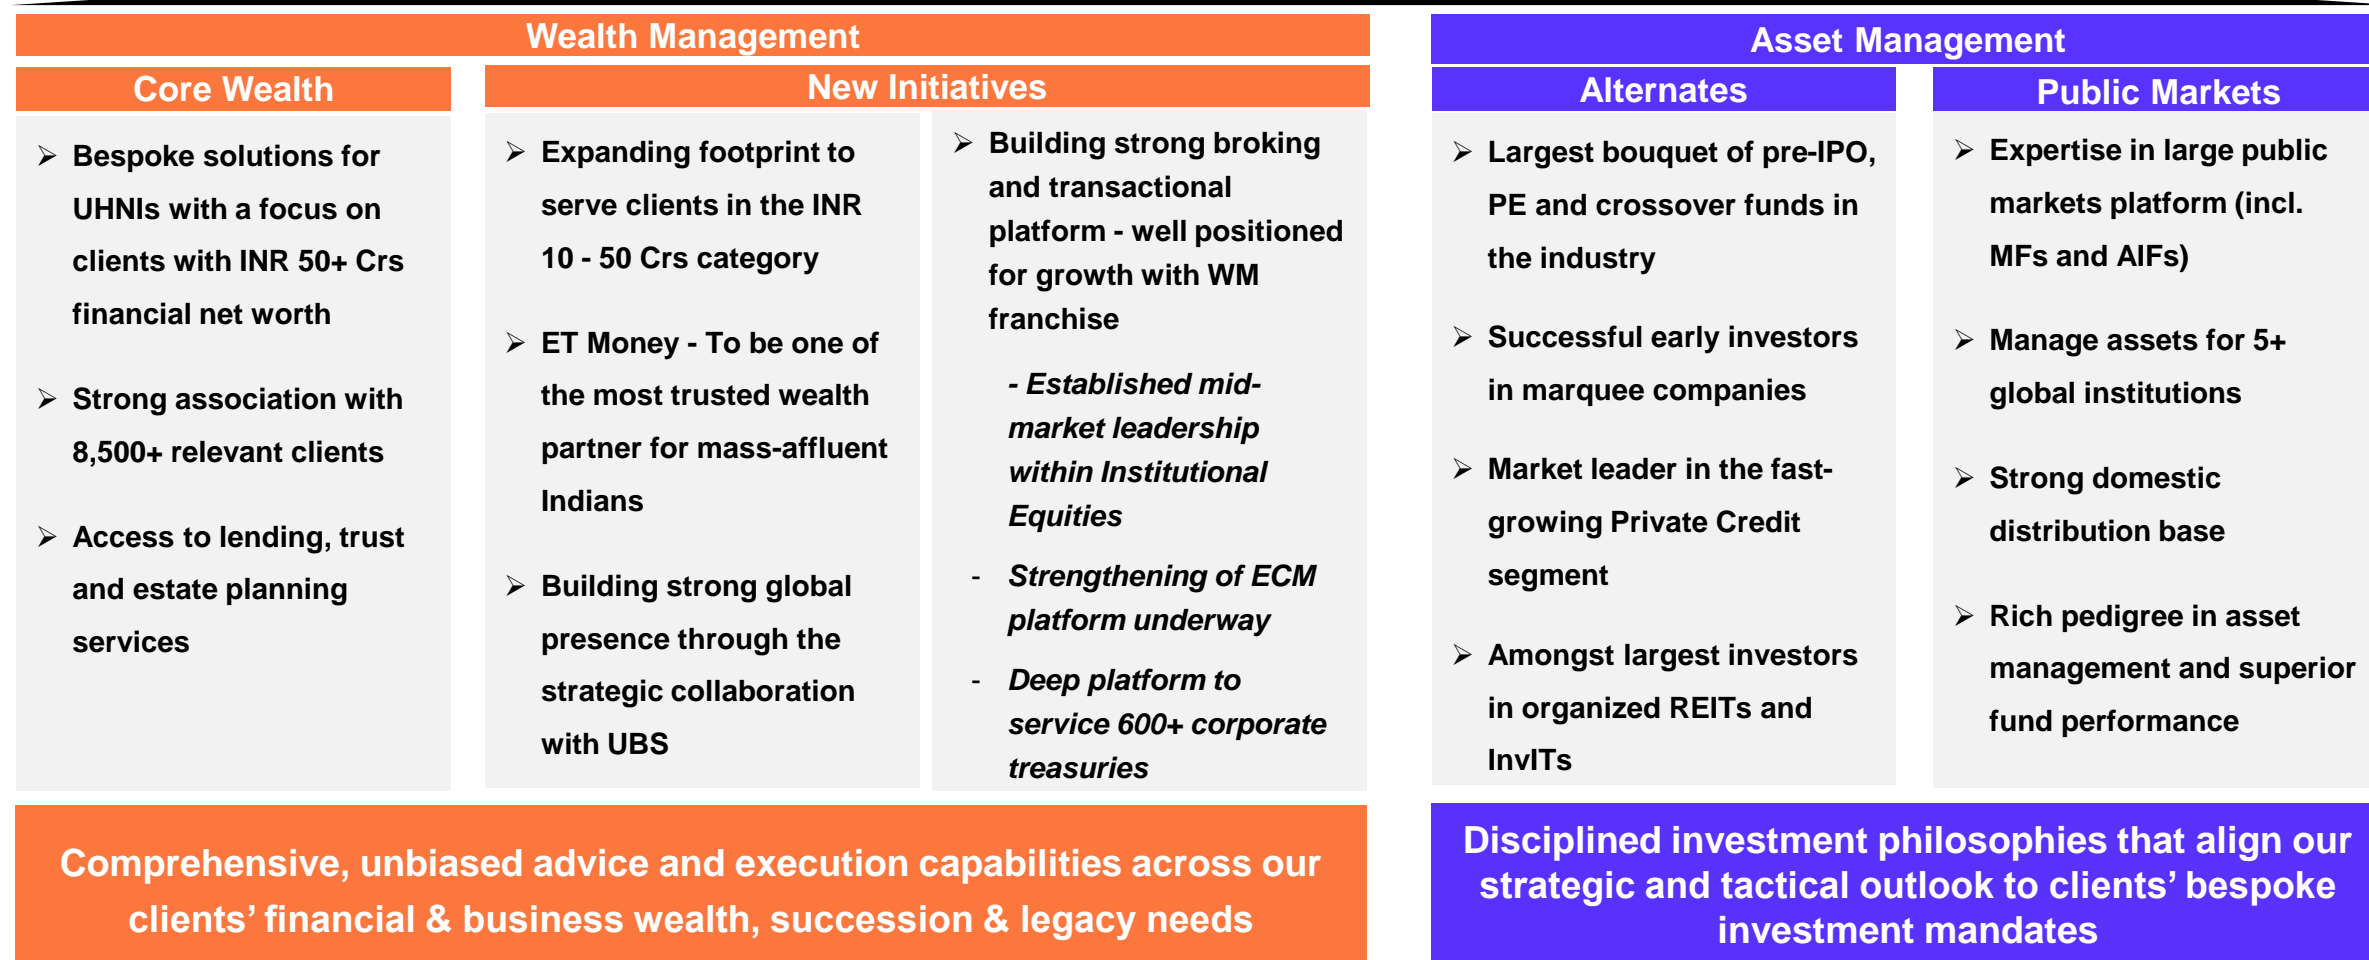 Wealth Management
Core Wealth
➢ Bespoke solutions for
UHNIs with a focus on
clients with INR 50+ Crs
financial net worth
➢ Strong association with
8,500+ relevant clients
➢ Access to lending, trust
and estate planning
services
New Initiatives
➢ Expanding footprint to
serve clients in the INR
10 - 50 Crs category
➢ ET Money - To be one of
the most trusted wealth
partner for mass-affluent
Indians
➢ Building strong global
presence through the
strategic collaboration
with UBS
➢ Building strong broking
and transactional
platform - well positioned
for growth with WM
franchise
- Established mid-
market leadership
within Institutional
Equities
- Strengthening of ECM
platform underway
- Deep platform to
service 600+ corporate
treasuries
Comprehensive, unbiased advice and execution capabilities across our
clients’ financial & business wealth, succession & legacy needs
Asset Management
Alternates
➢ Largest bouquet of pre-IPO,
PE and crossover funds in
the industry
➢ Successful early investors
in marquee companies
➢ Market leader in the fast-
growing Private Credit
segment
➢ Amongst largest investors
in organized REITs and
InvITs
Public Markets
➢ Expertise in large public
markets platform (incl.
MFs and AIFs)
➢ Manage assets for 5+
global institutions
➢ Strong domestic
distribution base
➢ Rich pedigree in asset
management and superior
fund performance
Disciplined investment philosophies that align our
strategic and tactical outlook to clients’ bespoke
investment mandates